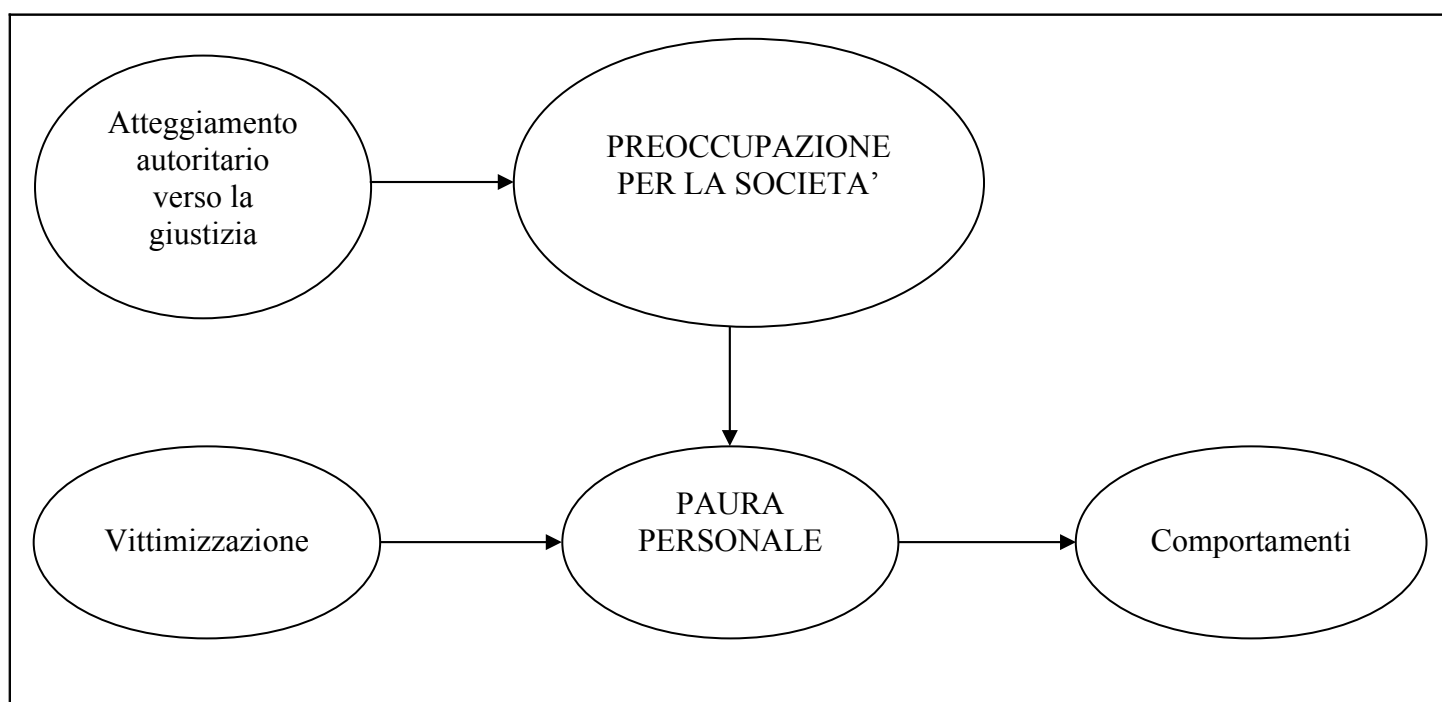 Atteggiamento
autoritario
verso la
giustizia
PREOCCUPAZIONE
PER LA SOCIETA’
Vittimizzazione
PAURA
PERSONALE
Comportamenti